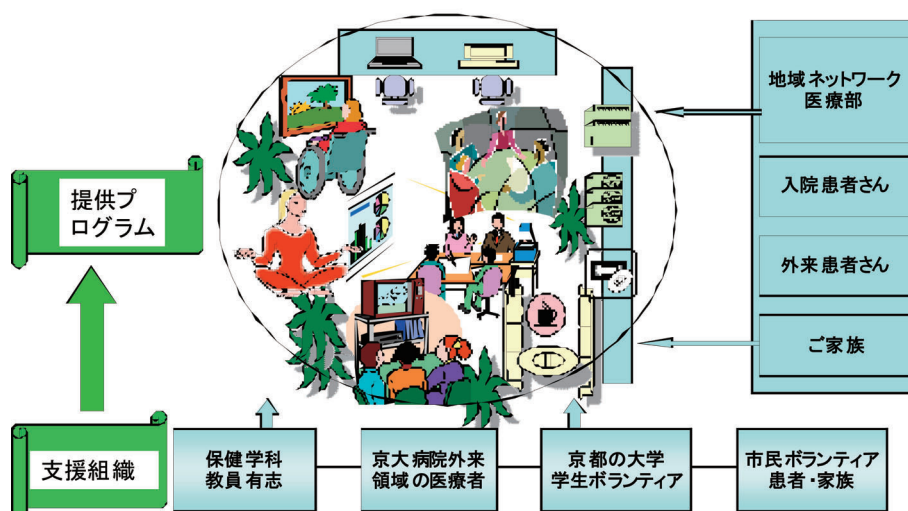 地域ネットワーク
医療部
入院患者さん
外来患者さん
ご家族
提供プ
ログラム
支援組織
保健学科
教員有志
京大病院外来
領域の医療者
京都の大学
学生ボランティア
市民ボランティア
患者・家族